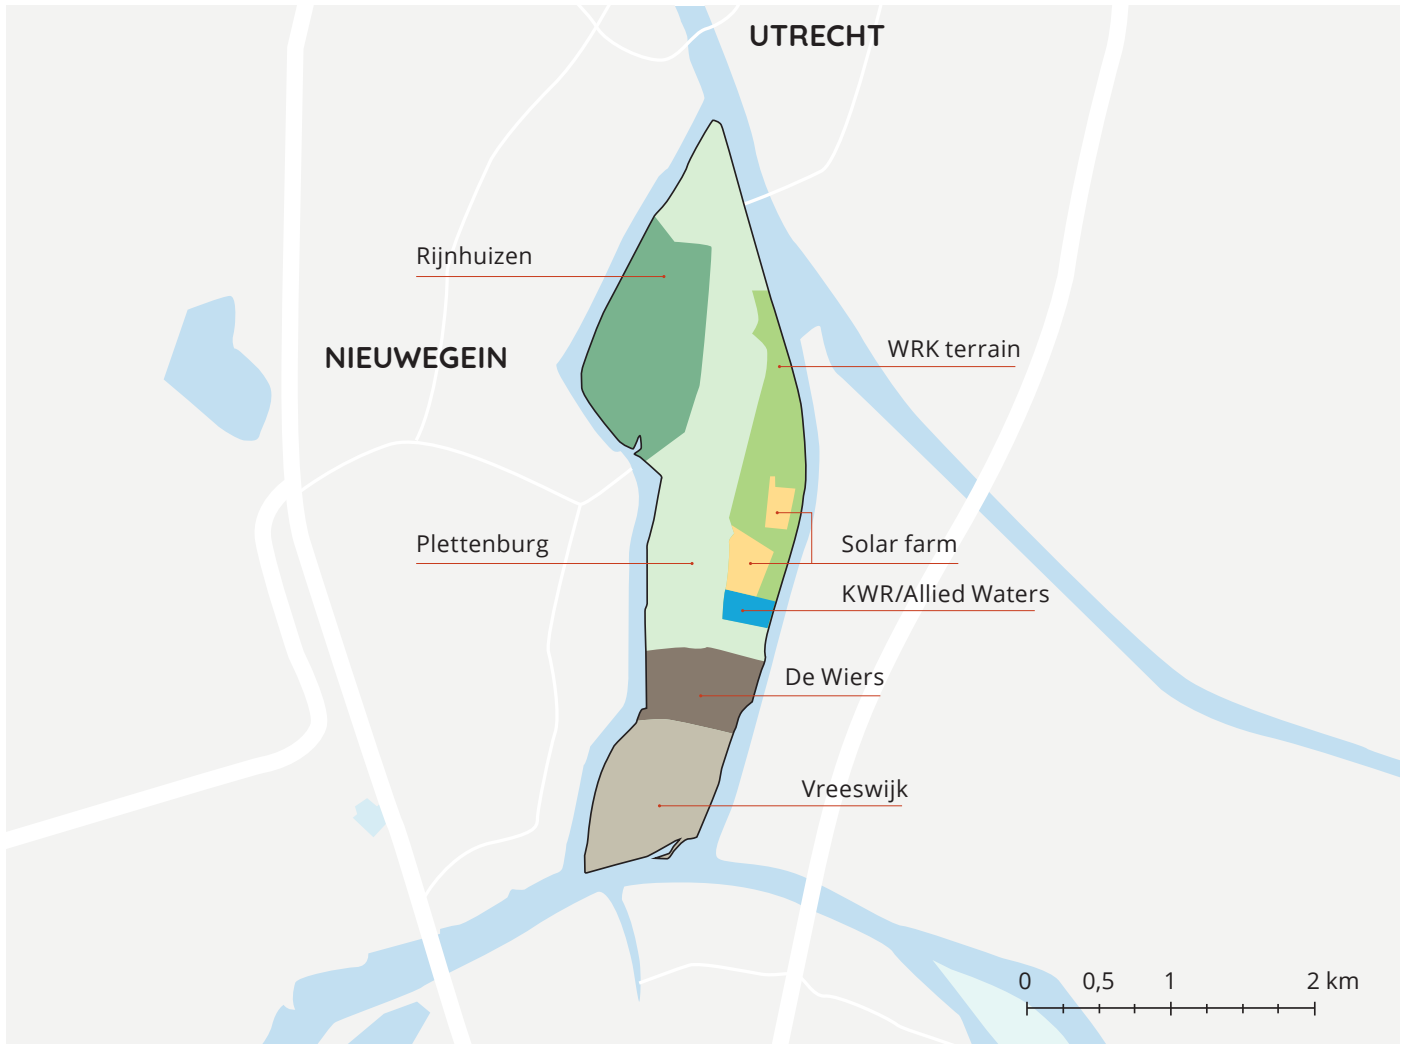 UTRECHT
Rijnhuizen
WRK terrain
NIEUWEGEIN
Plettenburg
Solar farm
KWR/Allied Waters
De Wiers
Vreeswijk
0 0,5 1 2 km